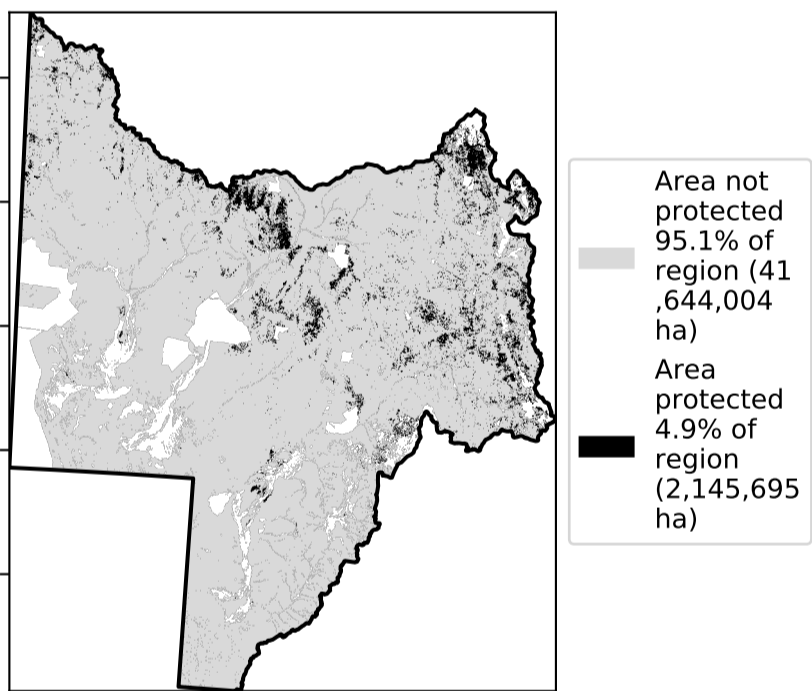 Area not
protected
95.1% of
region (41
,644,004
ha)
Area
protected
4.9% of
region
(2,145,695
ha)